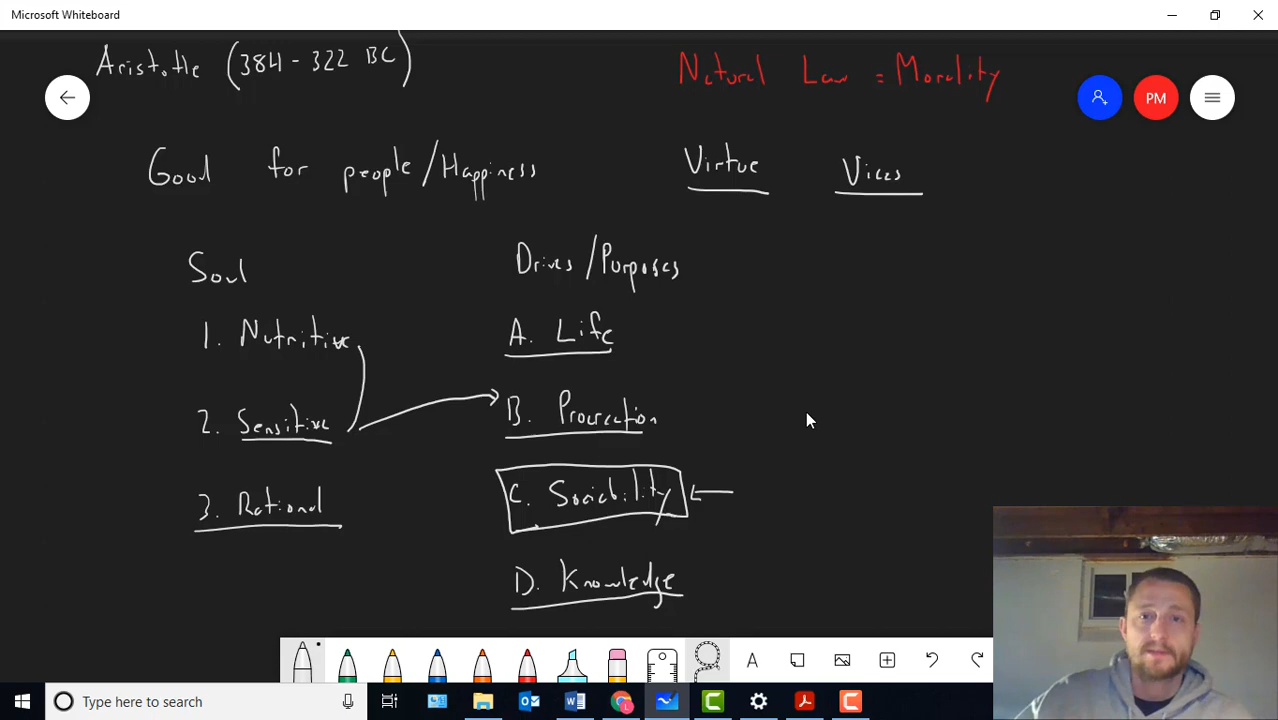 Microsoft Whiteboard
Aristotle (384 - 322 BC)
Natural Law = Morality
PM
Good for people/Happiness
Virtue Vices
Soul
Drives/Purposes
1. Nutritive
A. Life
2. Sensitive
B. Procreation
3. Rational
C. Sociability
D. Knowledge
Type here to search